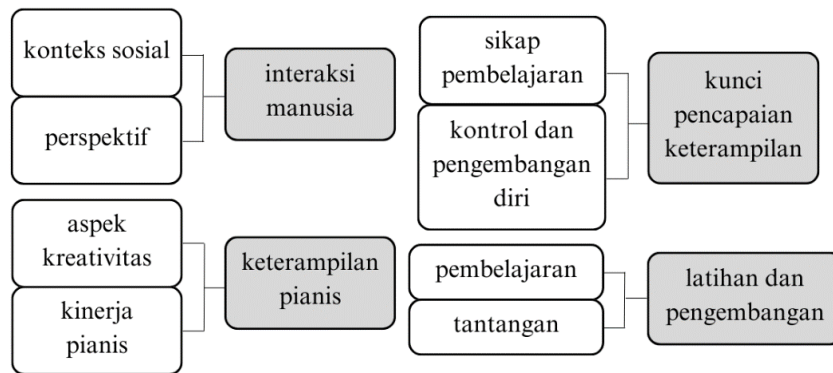 konteks sosial
perspektif
interaksi
manusia
sikap
pembelajaran
kontrol dan
pengembangan
diri
kunci
pencapaian
keterampilan
aspek
kreativitas
kinerja
pianis
keterampilan
pianis
pembelajaran
tantangan
latihan dan
pengembangan